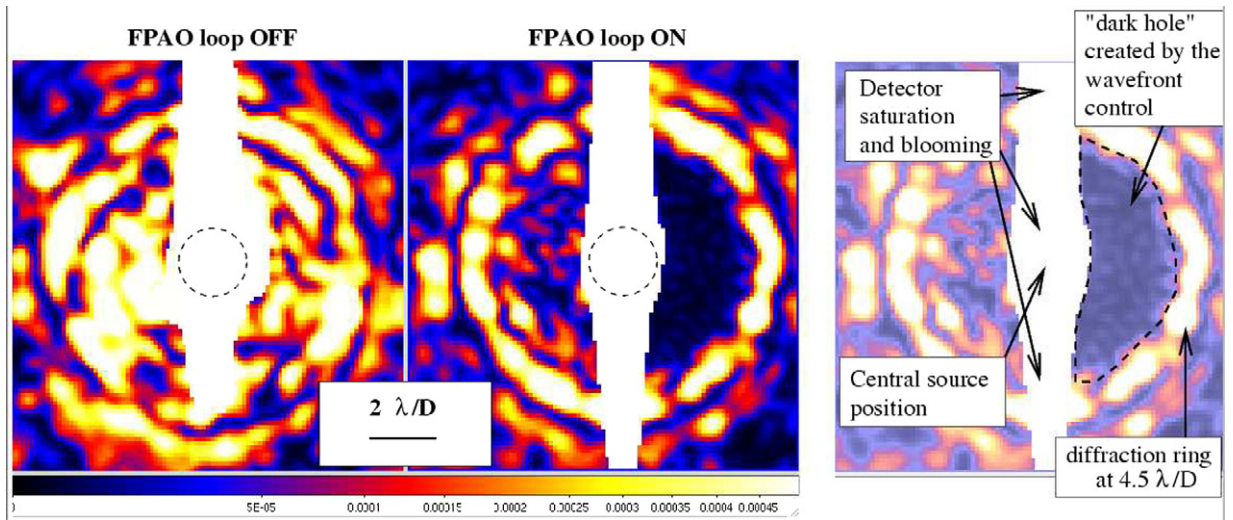 FPAO loop OFF
FPAO loop ON
2 λ/D
5E-05
0.0001
0.00015
0.0002
0.00025
0.0003
0.00035
0.0004
0.00045
"dark hole"
created by the
wavefront
control
Detector
saturation
and blooming
Central source
position
diffraction ring
at 4.5 λ/D